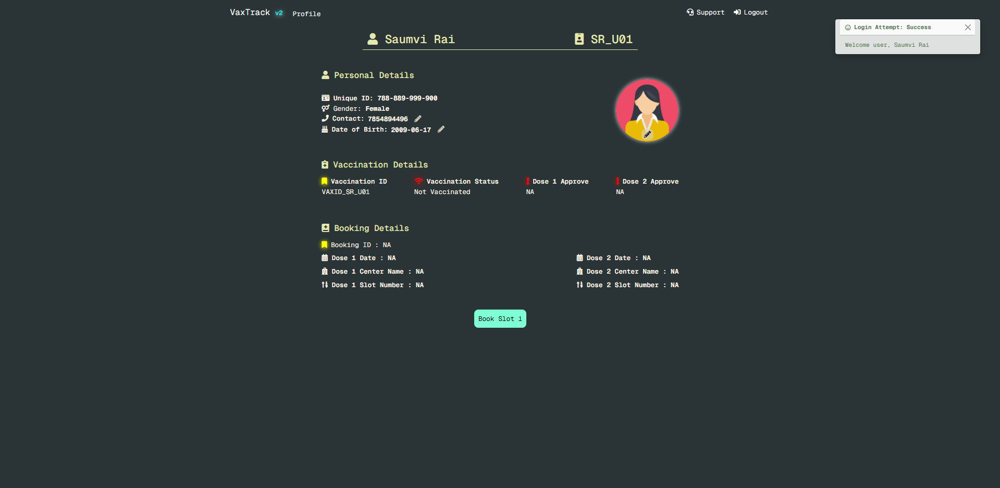 VaxTrack v2 Profile Support Logout
Login Attempt: Success
Welcome user, Saumvi Rai
Saumvi Rai SR_U01
Personal Details
Unique ID: 788-889-999-900
Gender: Female
Contact: 7854894496
Date of Birth: 2009-06-17
Vaccination Details
Vaccination ID Vaccination Status Dose 1 Approve Dose 2 Approve
VAXID_SR_U01 Not Vaccinated NA NA
Booking Details
Booking ID : NA
Dose 1 Date : NA Dose 2 Date : NA
Dose 1 Center Name : NA Dose 2 Center Name : NA
Dose 1 Slot Number : NA Dose 2 Slot Number : NA
Book Slot 1